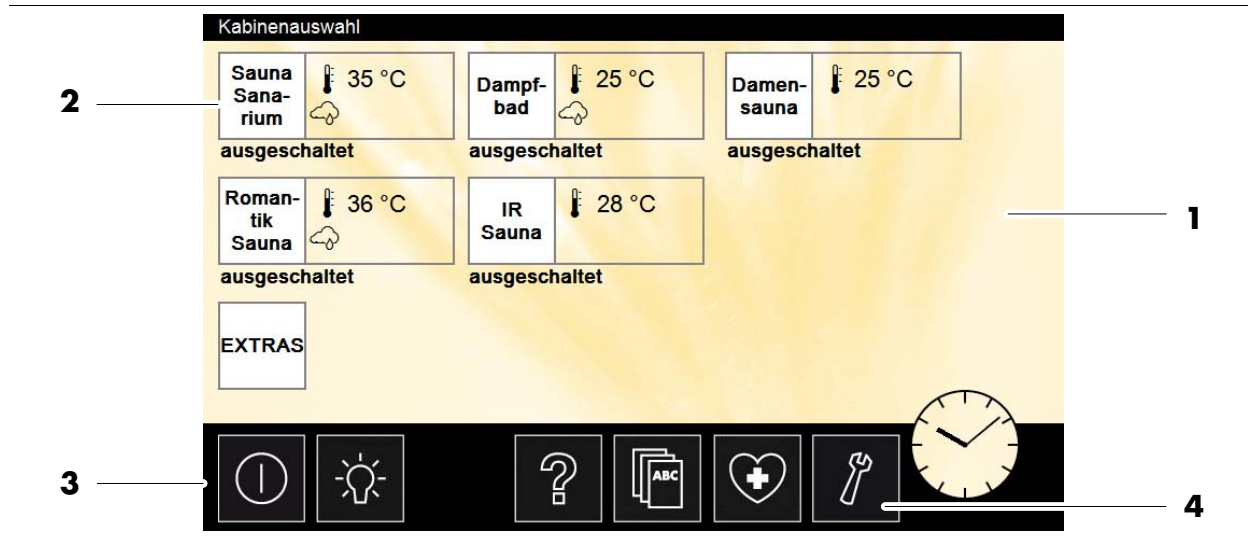 Kabinenauswahl
Sauna
Sana-
rium
35 °C
ausgeschaltet
Dampf-
bad
25 °C
ausgeschaltet
Damen-
sauna
25 °C
ausgeschaltet
2
Roman-
tik
Sauna
36 °C
ausgeschaltet
IR
Sauna
28 °C
ausgeschaltet
1
EXTRAS
3
?
ABC
4